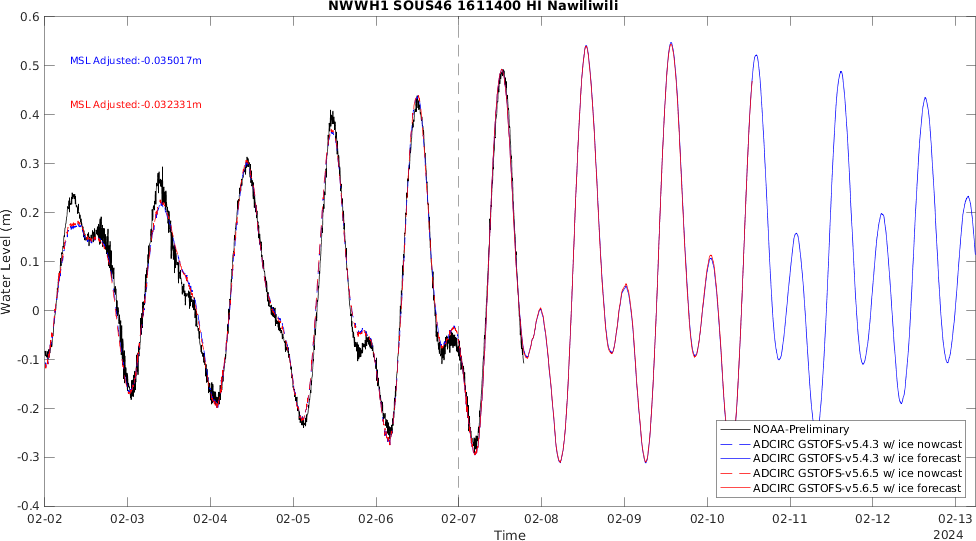 NWWH1 SOUS46 1611400 HI Nawiliwili
0.6
0.5
0.4
0.3
0.2
0.1
0
-0.1
-0.2
-0.3
-0.4
Water Level (m)
MSL Adjusted:-0.035017m
MSL Adjusted:-0.032331m
NOAA-Preliminary
ADCIRC GSTOFS-v5.4.3 w/ ice nowcast
ADCIRC GSTOFS-v5.4.3 w/ ice forecast
ADCIRC GSTOFS-v5.6.5 w/ ice nowcast
ADCIRC GSTOFS-v5.6.5 w/ ice forecast
02-02 02-03 02-04 02-05 02-06 02-07 02-08 02-09 02-10 02-11 02-12 02-13
Time
2024